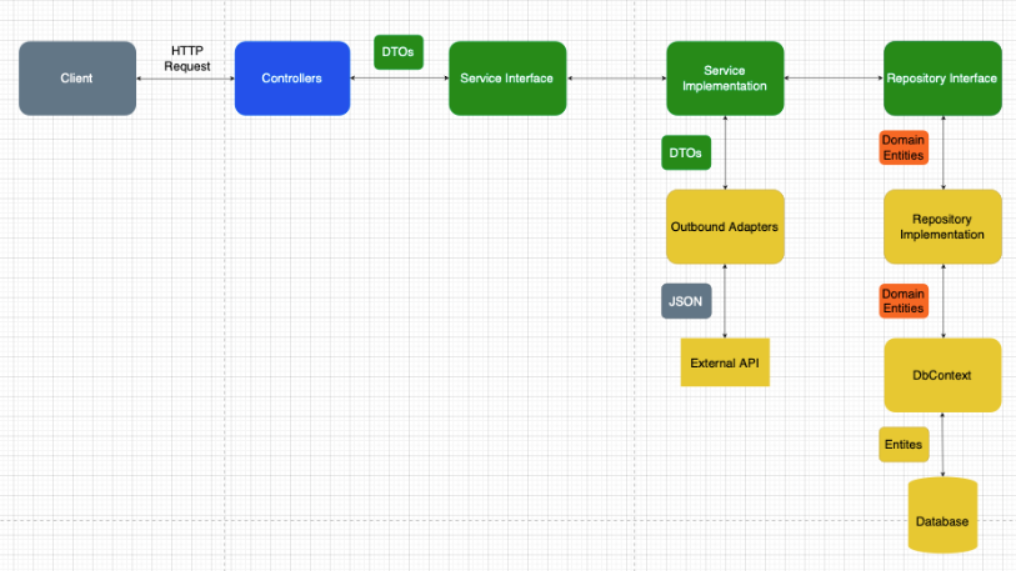 Client
HTTP
Request
Controllers
DTOs
Service Interface
Service
Implementation
Repository Interface
DTOs
Domain
Entities
Outbound Adapters
Repository
Implementation
JSON
Domain
Entities
External API
DbContext
Entites
Database